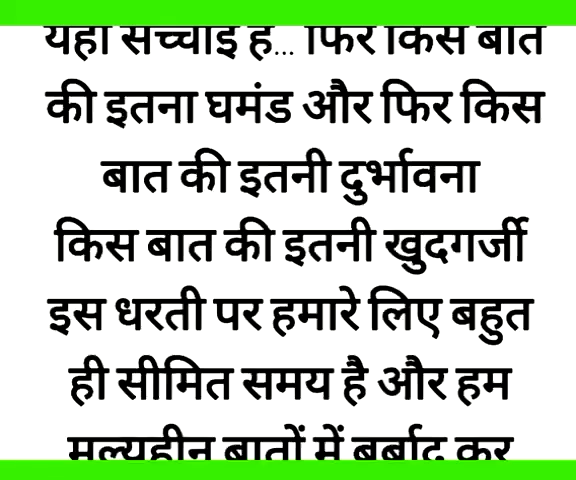 यही सच्चाई है... फिर किस बात
की इतना घमंड और फिर किस
बात की इतनी दुर्भावना
किस बात की इतनी खुदगर्जी
इस धरती पर हमारे लिए बहुत
ही सीमित समय है और हम
मूल्यहीन बातों में बर्बाद कर